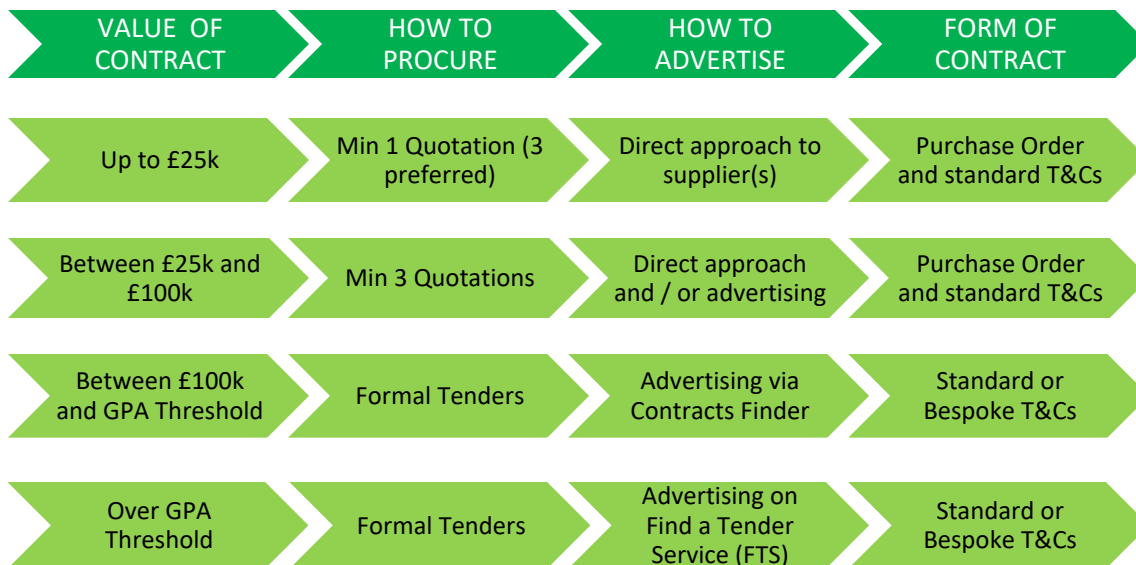 VALUE OF
CONTRACT
HOW TO
PROCURE
HOW TO
ADVERTISE
FORM OF
CONTRACT
Up to £25k
Min 1 Quotation (3
preferred)
Direct approach to
supplier(s)
Purchase Order
and standard T&Cs
Between £25k and
£100k
Min 3 Quotations
Direct approach
and / or advertising
Purchase Order
and standard T&Cs
Between £100k
and GPA Threshold
Formal Tenders
Advertising via
Contracts Finder
Standard or
Bespoke T&Cs
Over GPA
Threshold
Formal Tenders
Advertising on
Find a Tender
Service (FTS)
Standard or
Bespoke T&Cs